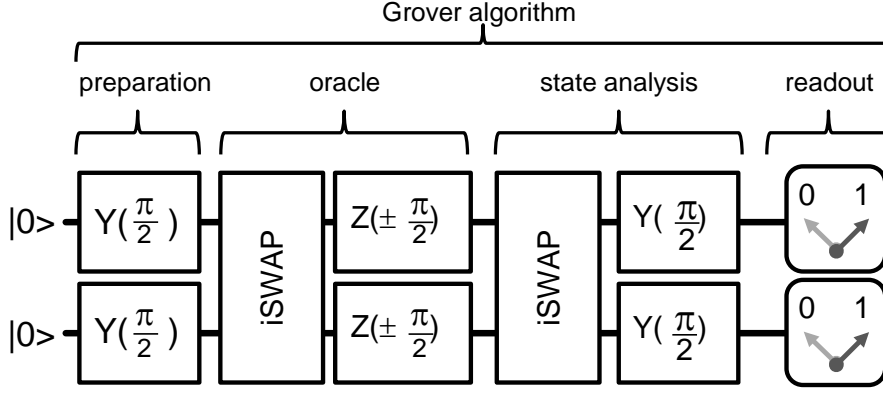 Grover algorithm
preparation oracle state analysis readout
|0> Y(π/2) iSWAP Z(± π/2) iSWAP Y(π/2) 0 1
|0> Y(π/2) Z(± π/2) Y(π/2) 0 1